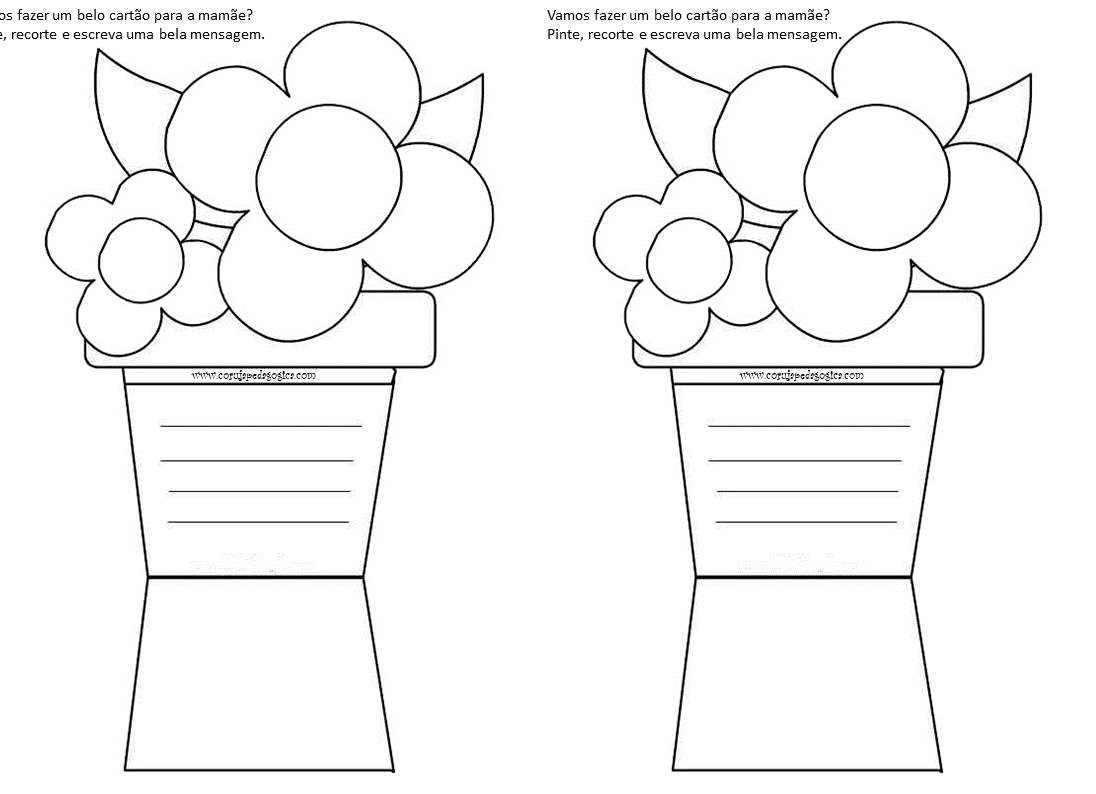 os fazer um belo cartão para a mamãe?
e, recorte e escreva uma bela mensagem.
www.corujapedagogica.com
Vamos fazer um belo cartão para a mamãe?
Pinte, recorte e escreva uma bela mensagem.
www.corujapedagogica.com